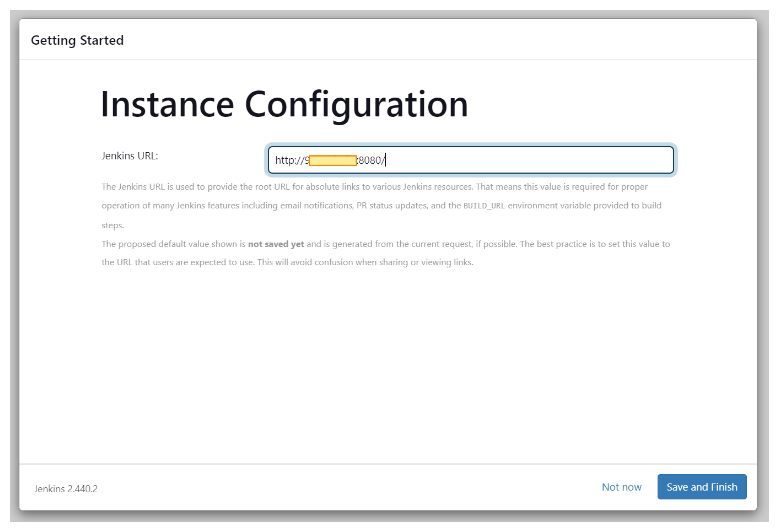 Getting Started
Instance Configuration
Jenkins URL:
http://9 :8080/
The Jenkins URL is used to provide the root URL for absolute links to various Jenkins resources. That means this value is required for proper
operation of many Jenkins features including email notifications, PR status updates, and the BUILD_URL environment variable provided to build
steps.
The proposed default value shown is not saved yet and is generated from the current request, if possible. The best practice is to set this value to
the URL that users are expected to use. This will avoid confusion when sharing or viewing links.
Jenkins 2.440.2
Not now
Save and Finish